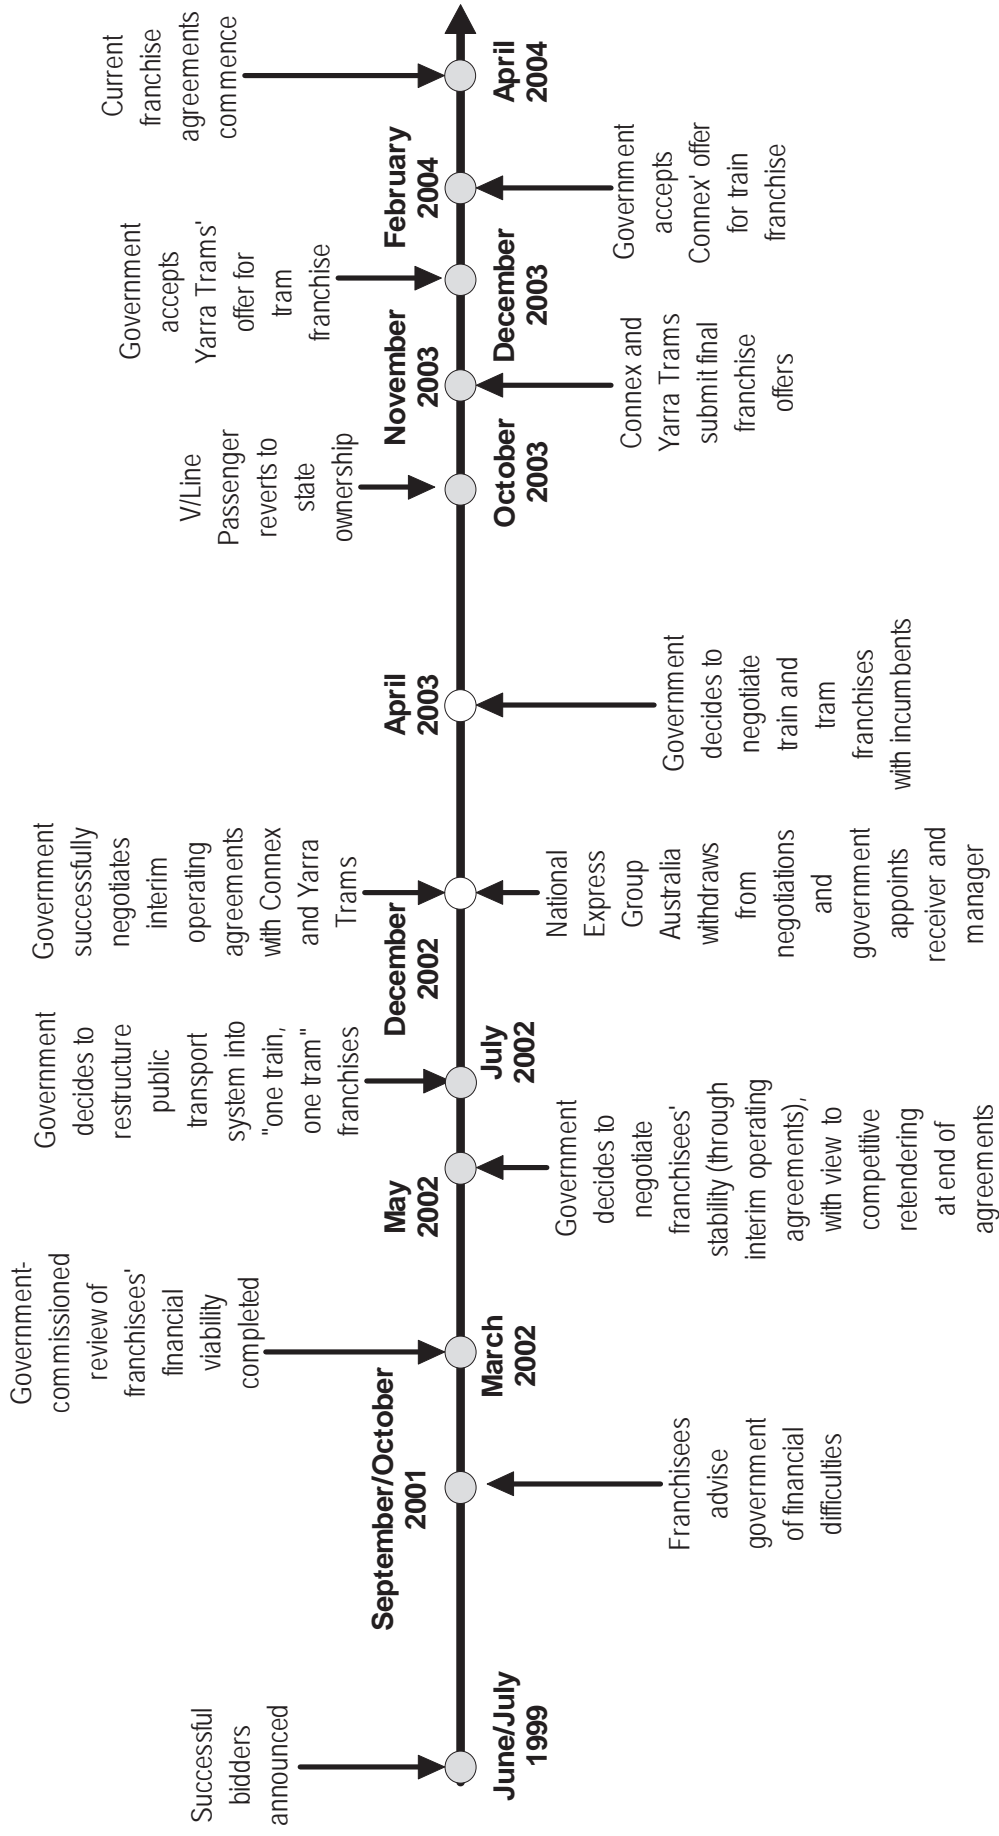 Successful
bidders
announced
June/July
1999
September/October
2001
Franchisees
advise
government
of financial
difficulties
Government-
commissioned
review of
franchisees'
financial
viability
completed
March
2002
May
2002
Government
decides to
negotiate
franchisees'
stability (through
interim operating
agreements),
with view to
competitive
retendering
at end of
agreements
Government
decides to
restructure
public
transport
system into
"one train,
one tram"
franchises
July
2002
Government
successfully
negotiates
interim
operating
agreements
with Connex
and Yarra
Trams
December
2002
National
Express
Group
Australia
withdraws
from
negotiations
and
government
appoints
receiver and
manager
April
2003
Government
decides to
negotiate
train and
tram
franchises
with incumbents
V/Line
Passenger
reverts to
state
ownership
October
2003
November
2003
Connex and
Yarra Trams
submit final
franchise
offers
Government
accepts
Yarra Trams'
offer for
tram
franchise
December
2003
February
2004
Government
accepts
Connex' offer
for train
franchise
Current
franchise
agreements
commence
April
2004